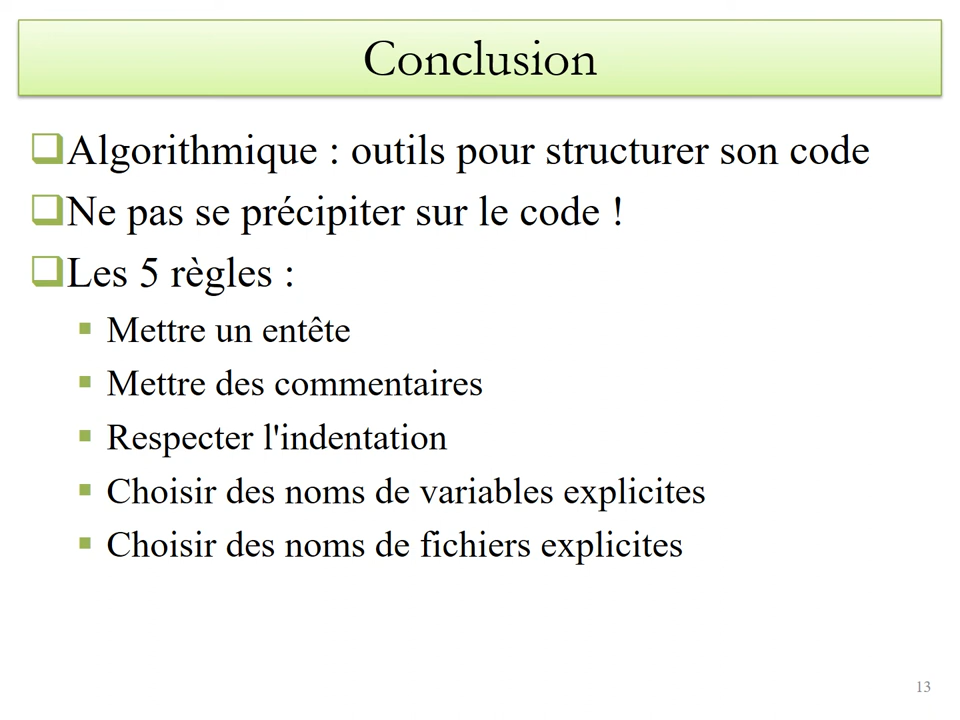 Conclusion
Algorithmique : outils pour structurer son code
Ne pas se précipiter sur le code !
Les 5 règles :
Mettre un entête
Mettre des commentaires
Respecter l'indentation
Choisir des noms de variables explicites
Choisir des noms de fichiers explicites
13